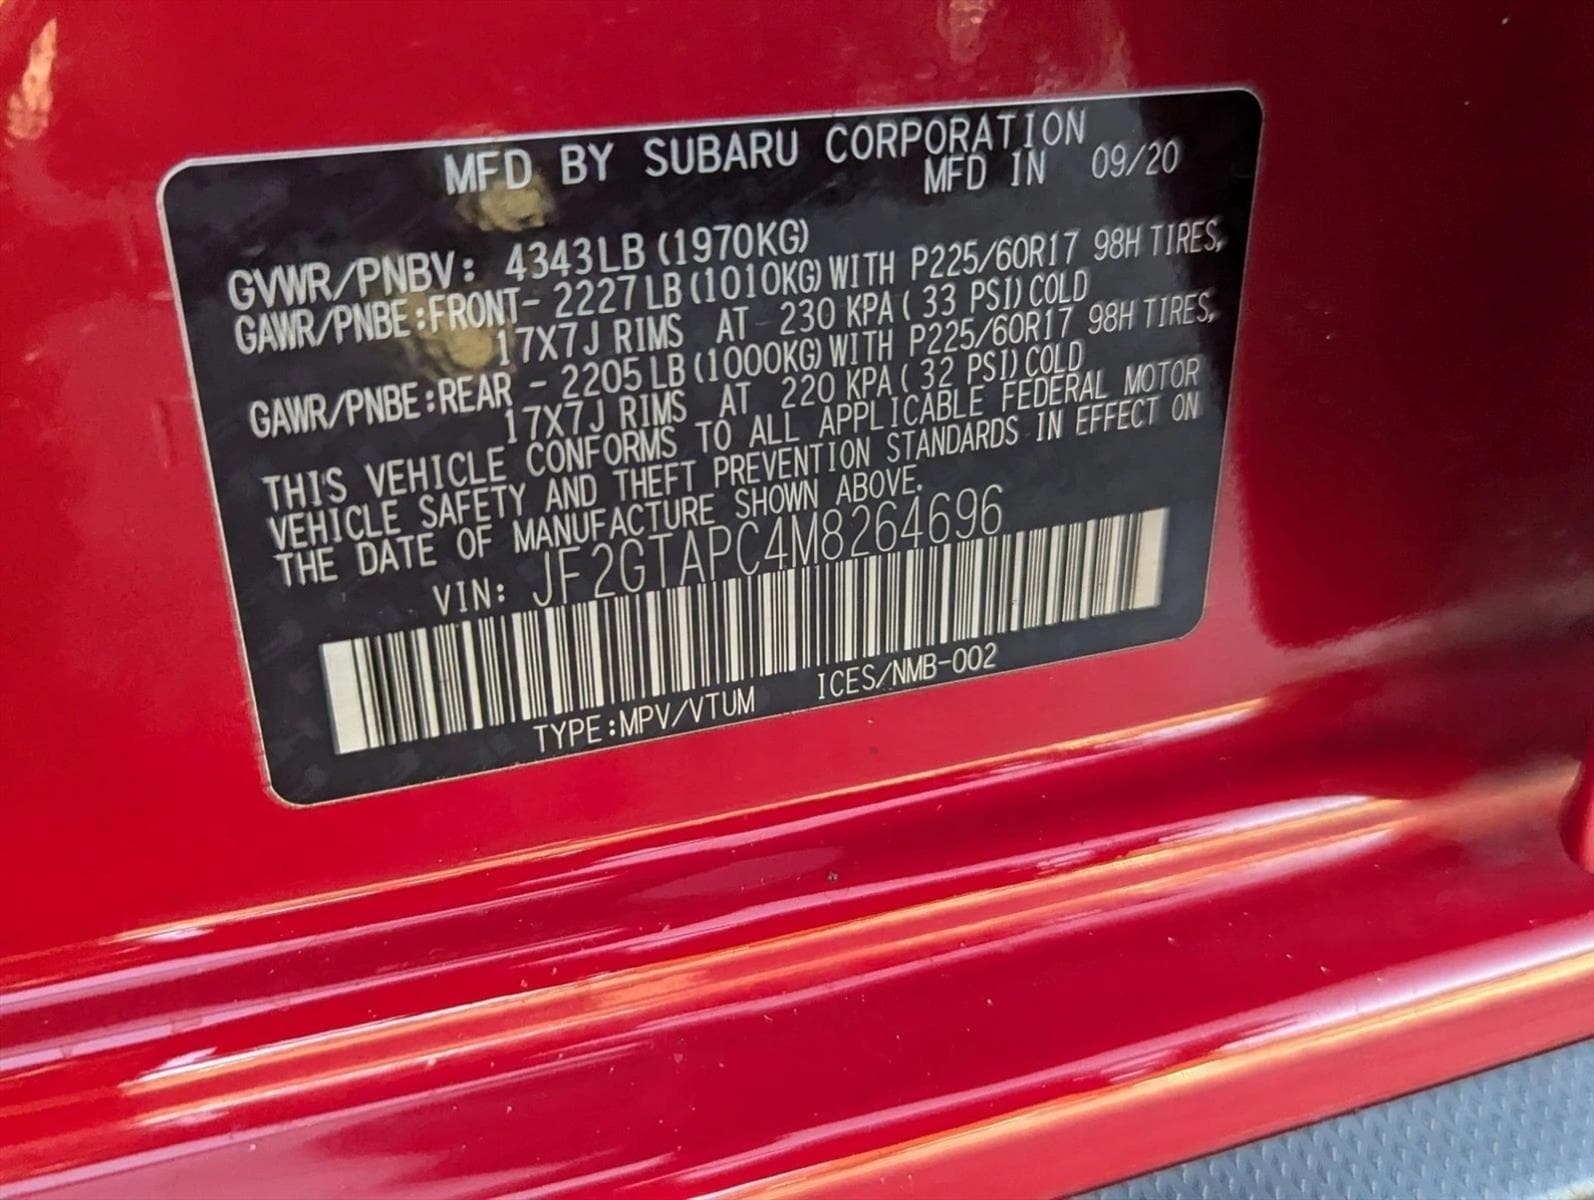 MFD BY SUBARU CORPORATION
MFD IN 09/20
GVWR/PNBV: 4343LB (1970KG)
GAWR/PNBE:FRONT- 2227LB (1010KG) WITH P225/60R17 98H TIRES,
17X7J RIMS AT 230 KPA ( 33 PSI) COLD
GAWR/PNBE:REAR - 2205LB (1000KG) WITH P225/60R17 98H TIRES,
17X7J RIMS AT 220 KPA ( 32 PSI) COLD
THIS VEHICLE CONFORMS TO ALL APPLICABLE FEDERAL MOTOR
VEHICLE SAFETY AND THEFT PREVENTION STANDARDS IN EFFECT ON
THE DATE OF MANUFACTURE SHOWN ABOVE.
VIN: JF2GTAPC4M8264696
TYPE:MPV/VTUM ICES/NMB-002